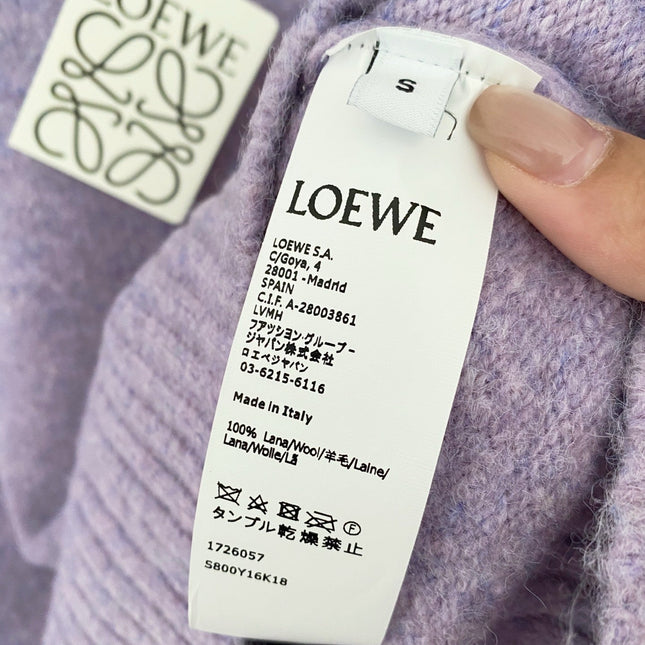 LOEWE
S
LOEWE
LOEWE S.A.
C/Goya, 4
28001 -Madrid
SPAIN
C.I.F. A-28003861
LVMH
ファッション・グループ-
ジャパン株式会社
ロエベジャパン
03-6215-6116
Made in Italy
100% Lana/Wool/羊毛/Laine/
Lana/Wolle/Lã
F
タンブル乾燥禁止
1726057
S800Y16K18